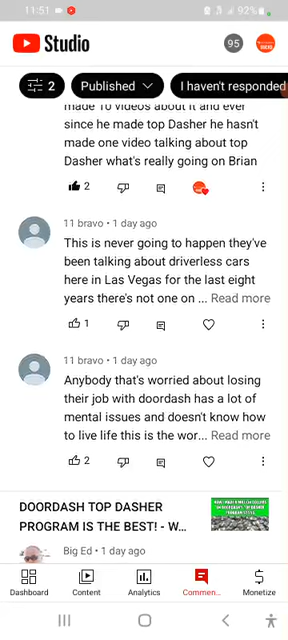 11:51
92%
Studio
95
2
Published
I haven't responded
made 10 videos about it and ever
since he made top Dasher he hasn't
made one video talking about top
Dasher what's really going on Brian
2
11 bravo • 1 day ago
This is never going to happen they've
been talking about driverless cars
here in Las Vegas for the last eight
years there's not one on ... Read more
1
11 bravo • 1 day ago
Anybody that's worried about losing
their job with doordash has a lot of
mental issues and doesn't know how
to live life this is the wor... Read more
2
DOORDASH TOP DASHER
PROGRAM IS THE BEST! - W...
Big Ed • 1 day ago
Dashboard
Content
Analytics
Commen...
Monetize